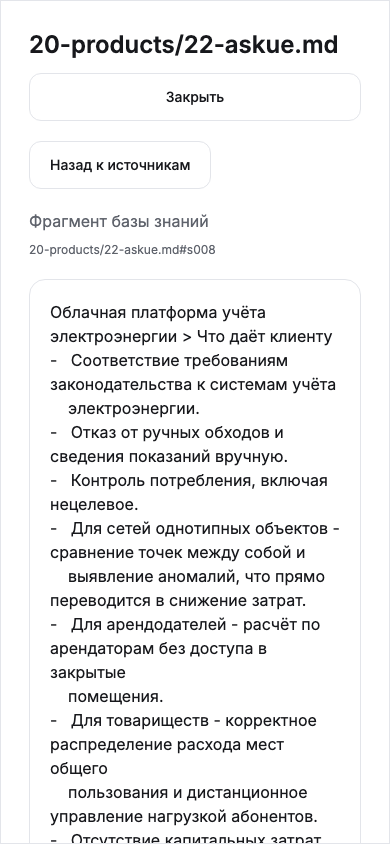 20-products/22-askue.md
Закрыть
Назад к источникам
Фрагмент базы знаний
20-products/22-askue.md#s008
Облачная платформа учёта
электроэнергии > Что даёт клиенту
- Соответствие требованиям
законодательства к системам учёта
электроэнергии.
- Отказ от ручных обходов и
сведения показаний вручную.
- Контроль потребления, включая
нецелевое.
- Для сетей однотипных объектов -
сравнение точек между собой и
выявление аномалий, что прямо
переводится в снижение затрат.
- Для арендодателей - расчёт по
арендаторам без доступа в
закрытые
помещения.
- Для товариществ - корректное
распределение расхода мест
общего
пользования и дистанционное
управление нагрузкой абонентов.
- Отсутствие капитальных затрат